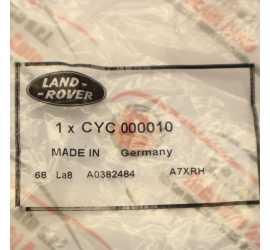 LAND-
-ROVER
1 x CYC 000010
MADE IN Germany
68 La8 A0382484 A7XRH